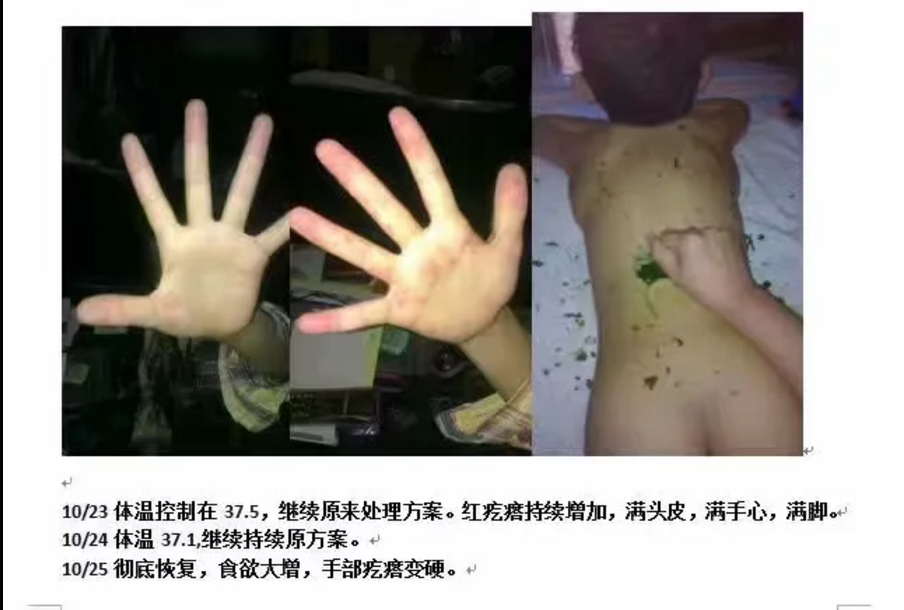 10/23 体温控制在 37.5，继续原来处理方案。红疙瘩持续增加，满头皮，满手心，满脚。
10/24 体温 37.1,继续持续原方案。
10/25 彻底恢复，食欲大增，手部疙瘩变硬。